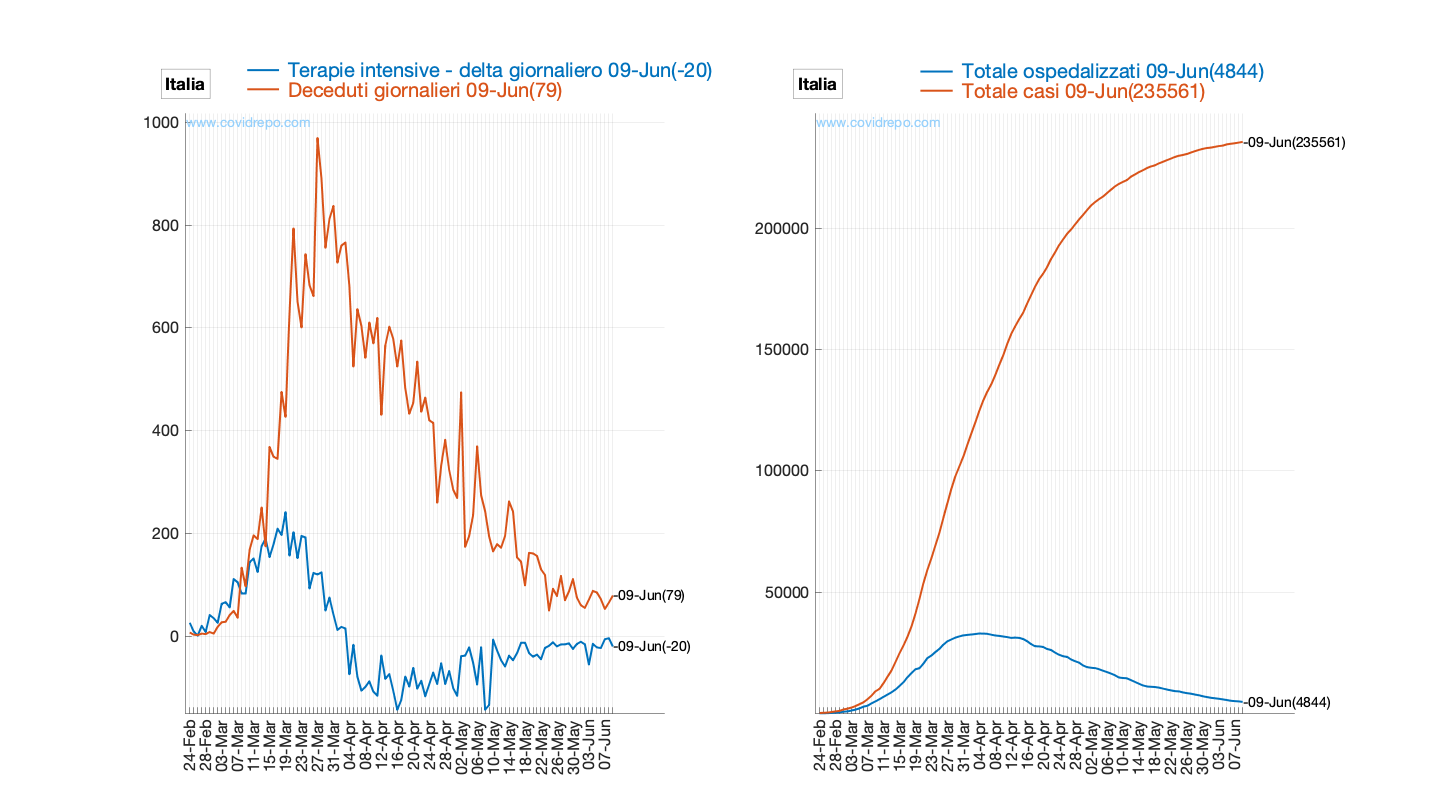 Italia
Terapie intensive - delta giornaliero 09-Jun(-20)
Deceduti giornalieri 09-Jun(79)
www.covidrepo.com
1000
800
600
400
200
0
-09-Jun(79)
-09-Jun(-20)
24-Feb
28-Feb
03-Mar
07-Mar
11-Mar
15-Mar
19-Mar
23-Mar
27-Mar
31-Mar
04-Apr
08-Apr
12-Apr
16-Apr
20-Apr
24-Apr
28-Apr
02-May
06-May
10-May
14-May
18-May
22-May
26-May
30-May
03-Jun
07-Jun
Italia
Totale ospedalizzati 09-Jun(4844)
Totale casi 09-Jun(235561)
www.covidrepo.com
200000
150000
100000
50000
-09-Jun(235561)
-09-Jun(4844)
24-Feb
28-Feb
03-Mar
07-Mar
11-Mar
15-Mar
19-Mar
23-Mar
27-Mar
31-Mar
04-Apr
08-Apr
12-Apr
16-Apr
20-Apr
24-Apr
28-Apr
02-May
06-May
10-May
14-May
18-May
22-May
26-May
30-May
03-Jun
07-Jun